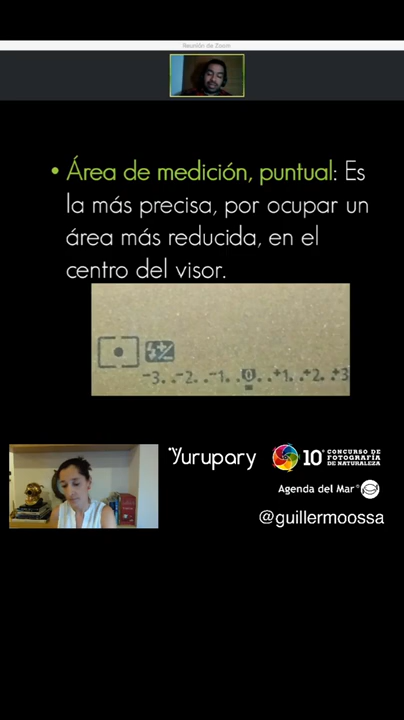 Reunión de Zoom
• Área de medición, puntual: Es
la más precisa, por ocupar un
área más reducida, en el
centro del visor.
-3..-2..-1..0..+1..+2..+3
Yurupary
10° CONCURSO DE
FOTOGRAFÍA
DE NATURALEZA
Agenda del Mar
@guillermoossa